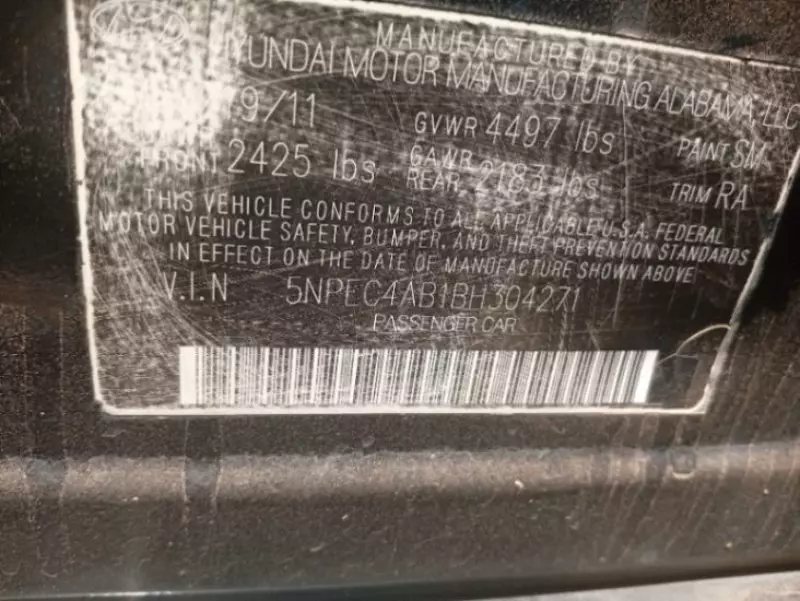 MANUFACTURED BY
HYUNDAI MOTOR MANUFACTURING ALABAMA, LLC
9/11 GVWR 4497 lbs PAINT SM
FRONT 2425 lbs GAWR REAR 2183 lbs TRIM RA
THIS VEHICLE CONFORMS TO ALL APPLICABLE U.S.A. FEDERAL
MOTOR VEHICLE SAFETY, BUMPER, AND THEFT PREVENTION STANDARDS
IN EFFECT ON THE DATE OF MANUFACTURE SHOWN ABOVE
V.I.N 5NPEC4AB1BH304271
PASSENGER CAR